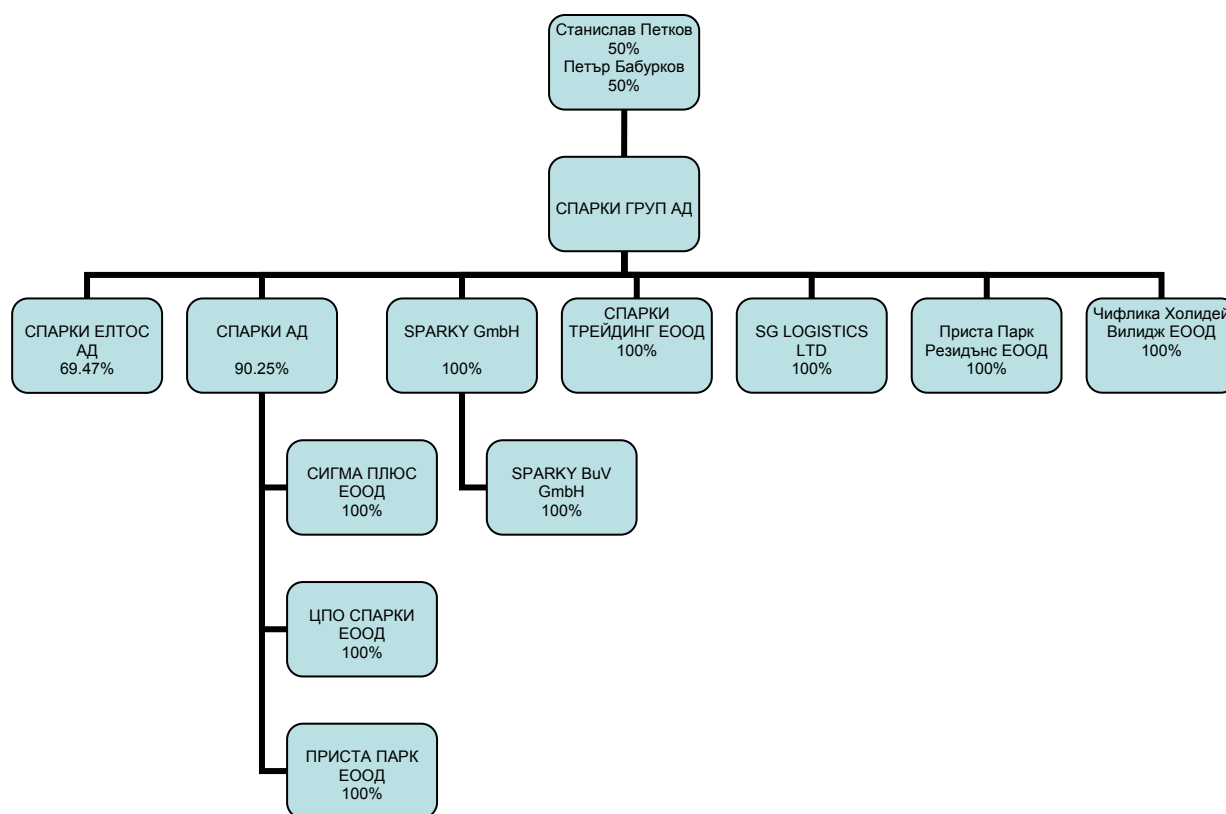 Станислав Петков
50%
Петър Бабурков
50%
СПАРКИ ГРУП АД
СПАРКИ ЕЛТОС
АД
69.47%
СПАРКИ АД
90.25%
SPARKY GmbH
100%
СПАРКИ
ТРЕЙДИНГ ЕООД
100%
SG LOGISTICS
LTD
100%
Приста Парк
Резидънс ЕООД
100%
Чифлика Холидей
Вилидж ЕООД
100%
СИГМА ПЛЮС
ЕООД
100%
SPARKY BuV
GmbH
100%
ЦПО СПАРКИ
ЕООД
100%
ПРИСТА ПАРК
ЕООД
100%